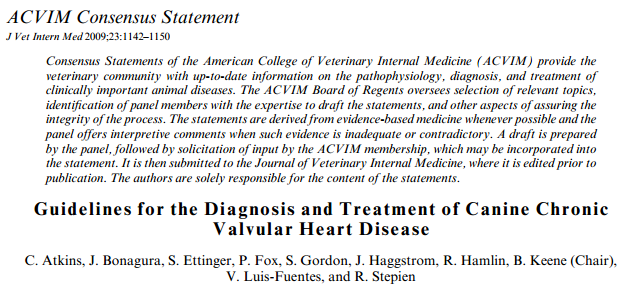 ACVIM Consensus Statement
J Vet Intern Med 2009;23:1142–1150
Consensus Statements of the American College of Veterinary Internal Medicine (ACVIM) provide the
veterinary community with up-to-date information on the pathophysiology, diagnosis, and treatment of
clinically important animal diseases. The ACVIM Board of Regents oversees selection of relevant topics,
identification of panel members with the expertise to draft the statements, and other aspects of assuring the
integrity of the process. The statements are derived from evidence-based medicine whenever possible and the
panel offers interpretive comments when such evidence is inadequate or contradictory. A draft is prepared
by the panel, followed by solicitation of input by the ACVIM membership, which may be incorporated into
the statement. It is then submitted to the Journal of Veterinary Internal Medicine, where it is edited prior to
publication. The authors are solely responsible for the content of the statements.
Guidelines for the Diagnosis and Treatment of Canine Chronic
Valvular Heart Disease
C. Atkins, J. Bonagura, S. Ettinger, P. Fox, S. Gordon, J. Haggstrom, R. Hamlin, B. Keene (Chair),
V. Luis-Fuentes, and R. Stepien